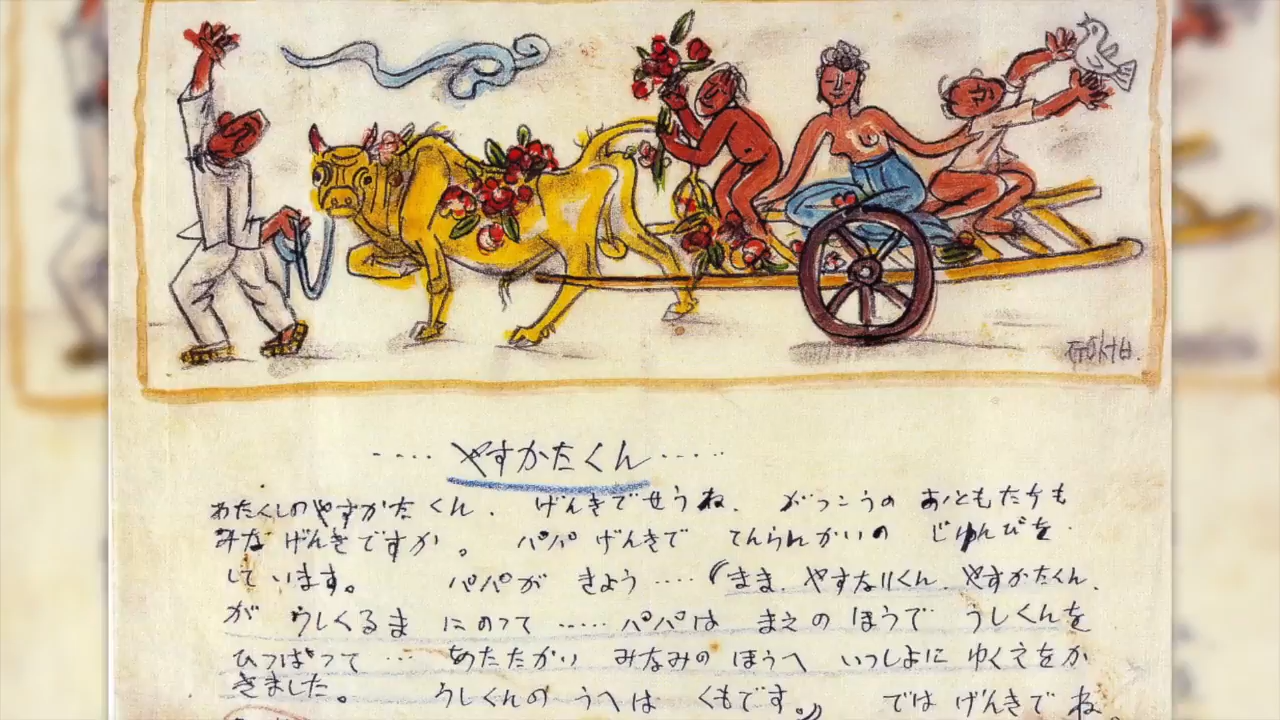 ㅈㅜㅇㅅㅓㅂ
‥‥やすかたくん‥‥‥
わたくしのやすかたくん. げんきでせうね. がっこうの おともたちも
みな げんきですか。 パパ げんきで てんらんかいの じゅんびを
しています。 パパが きょう‥‥(まま. やすなりくん. やすかたくん.
が うしくるま にのって ‥‥‥パパは まえの ほうで うしくんを
ひっぱって … あたたかい みなみの ほうへ いっしよに ゆくえをか
きました。 うしくんの うへは くもです。) では げんきで ね.